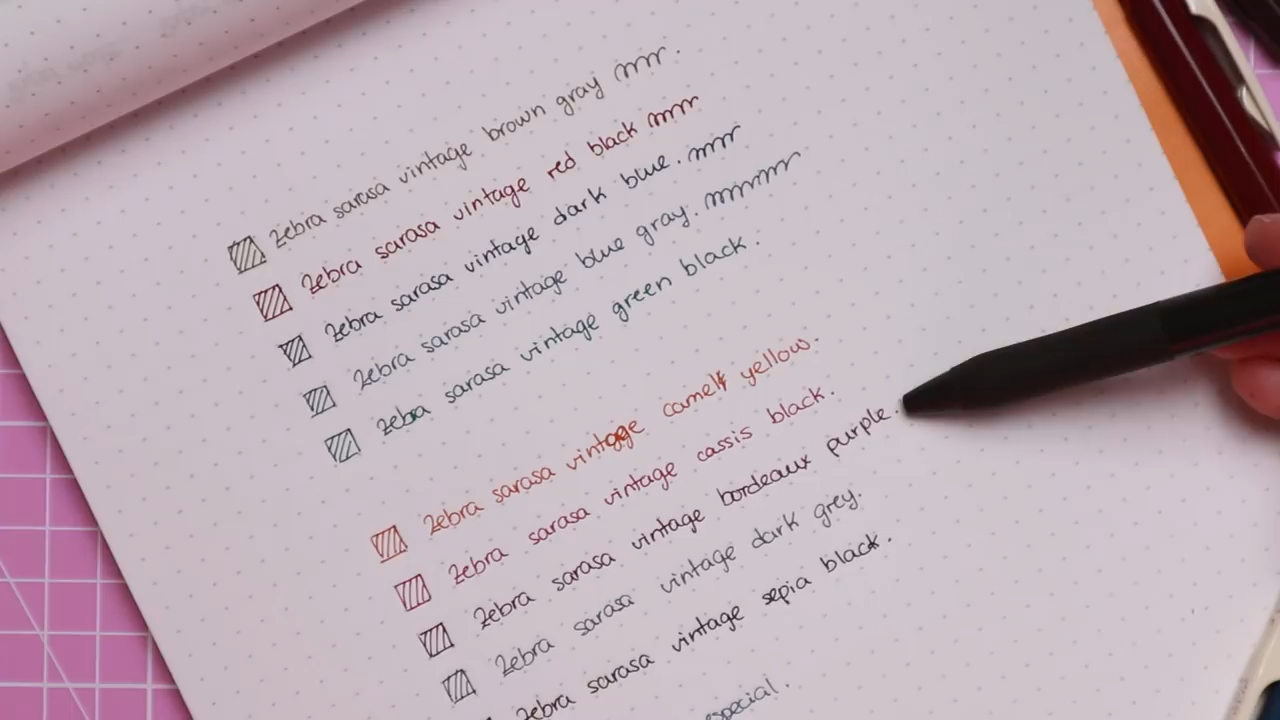 zebra sarasa vintage brown gray
zebra sarasa vintage red black
zebra sarasa vintage dark blue.
zebra sarasa vintage blue gray.
zebra sarasa vintage green black.
zebra sarasa vintage camel yellow.
zebra sarasa vintage cassis black.
zebra sarasa vintage bordeaux purple.
zebra sarasa vintage dark grey.
zebra sarasa vintage sepia black.
especial.